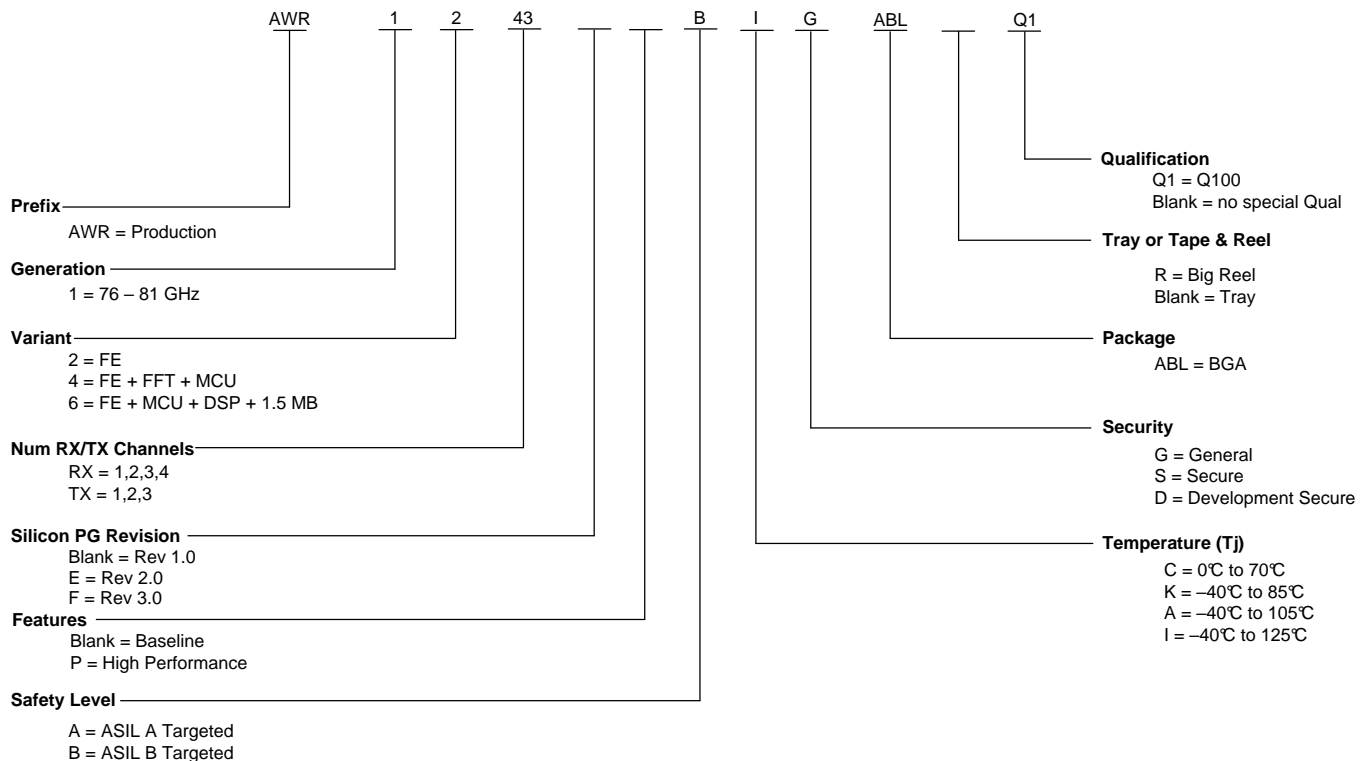 AWR 1 2 43 B I G ABL Q1
Prefix
AWR = Production
Generation
1 = 76 – 81 GHz
Variant
2 = FE
4 = FE + FFT + MCU
6 = FE + MCU + DSP + 1.5 MB
Num RX/TX Channels
RX = 1,2,3,4
TX = 1,2,3
Silicon PG Revision
Blank = Rev 1.0
E = Rev 2.0
F = Rev 3.0
Features
Blank = Baseline
P = High Performance
Safety Level
A = ASIL A Targeted
B = ASIL B Targeted
Qualification
Q1 = Q100
Blank = no special Qual
Tray or Tape & Reel
R = Big Reel
Blank = Tray
Package
ABL = BGA
Security
G = General
S = Secure
D = Development Secure
Temperature (Tj)
C = 0°C to 70°C
K = –40°C to 85°C
A = –40°C to 105°C
I = –40°C to 125°C